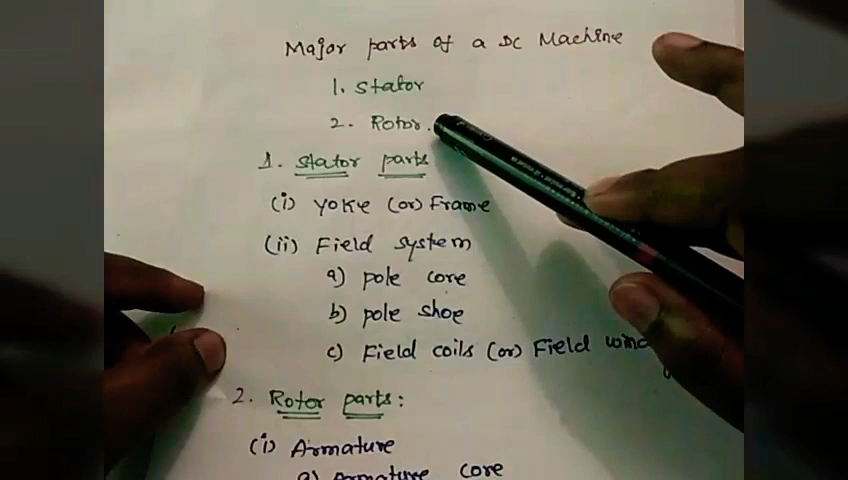 Major parts of a DC Machine
1. Stator
2. Rotor.
1. Stator parts
(i) Yoke (or) Frame
(ii) Field system
a) pole core
b) pole shoe
c) Field coils (or) Field
2. Rotor parts:
(i) Armature
a) Armature core